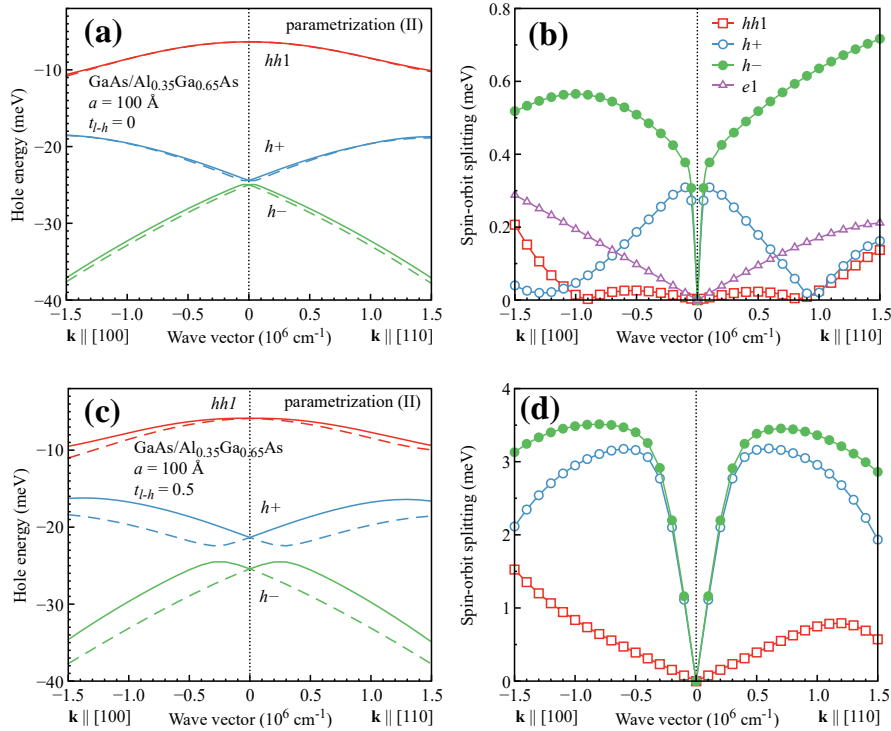 (a)
parametrization (II)
hh1
GaAs/Al0.35Ga0.65As
a = 100 Å
tl-h = 0
h+
h−
Hole energy (meV)
−10
−20
−30
−40
−1.5
−1.0
−0.5
0
0.5
1.0
1.5
k || [100]
Wave vector (10^6 cm^-1)
k || [110]
(b)
hh1
h+
h−
e1
Spin-orbit splitting (meV)
0.8
0.6
0.4
0.2
0
−1.5
−1.0
−0.5
0
0.5
1.0
1.5
k || [100]
Wave vector (10^6 cm^-1)
k || [110]
(c)
hh1
parametrization (II)
GaAs/Al0.35Ga0.65As
a = 100 Å
tl-h = 0.5
h+
h−
Hole energy (meV)
0
−10
−20
−30
−40
−1.5
−1.0
−0.5
0
0.5
1.0
1.5
k || [100]
Wave vector (10^6 cm^-1)
k || [110]
(d)
Spin-orbit splitting (meV)
4
3
2
1
0
−1.5
−1.0
−0.5
0
0.5
1.0
1.5
k || [100]
Wave vector (10^6 cm^-1)
k || [110]